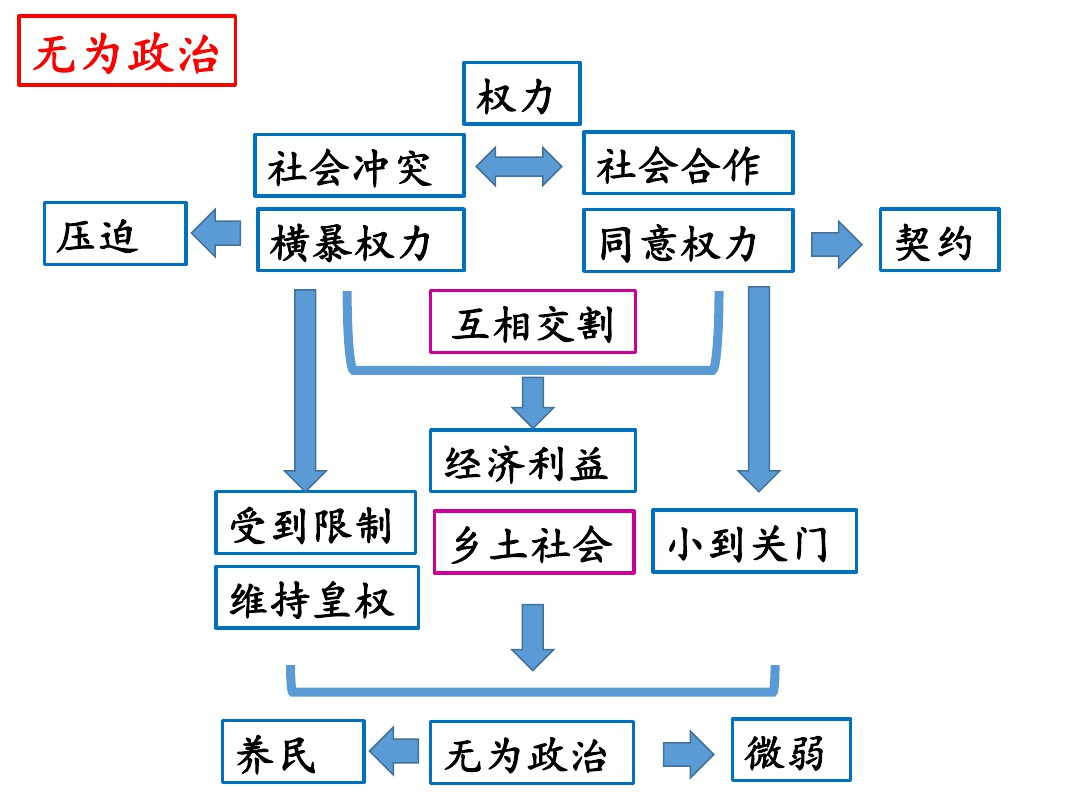 无为政治
权力
社会冲突
社会合作
压迫
横暴权力
同意权力
契约
互相交割
经济利益
受到限制
乡土社会
小到关门
维持皇权
养民
无为政治
微弱